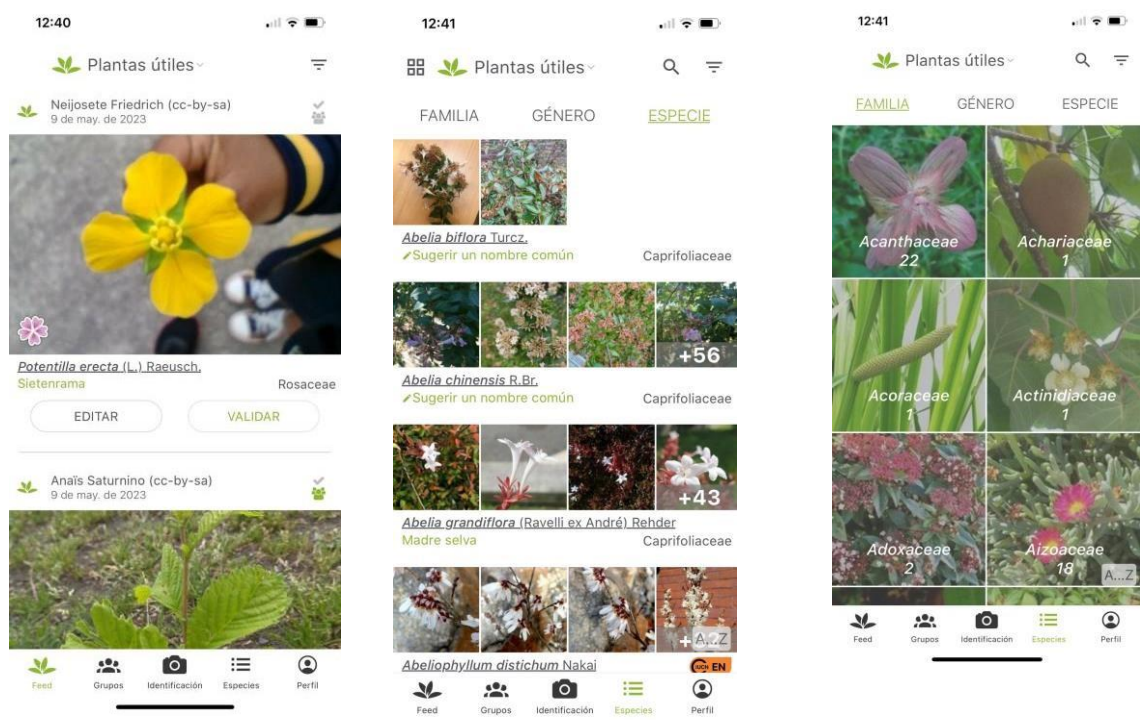 12:40
Plantas útiles
Neijosete Friedrich (cc-by-sa)
9 de may. de 2023
Potentilla erecta (L.) Raeusch.
Sietenrama
Rosaceae
EDITAR
VALIDAR
Anaïs Saturnino (cc-by-sa)
9 de may. de 2023
Feed
Grupos
Identificación
Especies
Perfil
12:41
Plantas útiles
FAMILIA
GÉNERO
ESPECIE
Abelia biflora Turcz.
Sugerir un nombre común
Caprifoliaceae
+56
Abelia chinensis R.Br.
Sugerir un nombre común
Caprifoliaceae
+43
Abelia grandiflora (Ravelli ex André) Rehder
Madre selva
Caprifoliaceae
+
A...Z
Abeliophyllum distichum Nakai
IUCN EN
Feed
Grupos
Identificación
Especies
Perfil
12:41
Plantas útiles
FAMILIA
GÉNERO
ESPECIE
Acanthaceae
22
Achariaceae
1
Acoraceae
1
Actinidiaceae
1
Adoxaceae
2
Aizoaceae
18
A...Z
Feed
Grupos
Identificación
Especies
Perfil